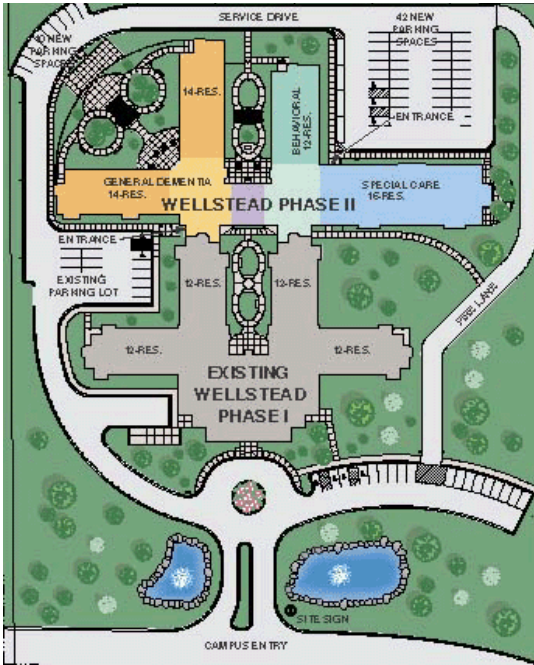 SERVICE DRIVE
42 NEW
PARKING
SPACES
10 NEW
PARKING
SPACES
14-RES.
BEHAVIORAL
12-RES.
ENTRANCE
GENERAL DEMENTIA
14-RES.
SPECIAL CARE
16-RES.
WELLSTEAD PHASE II
ENTRANCE
EXISTING
PARKING LOT
12-RES.
12-RES.
FIRE LANE
12-RES.
12-RES.
EXISTING
WELLSTEAD
PHASE I
SITE SIGN
CAMPUS ENTRY